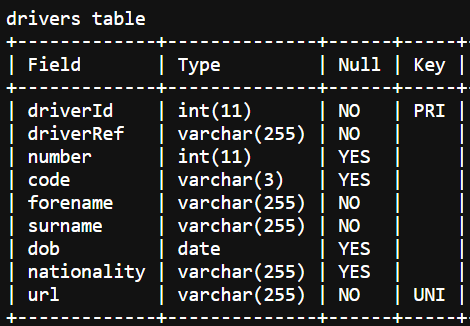 drivers table
+-------------+--------------+------+-----+
| Field       | Type         | Null | Key |
+-------------+--------------+------+-----+
| driverId    | int(11)      | NO   | PRI |
| driverRef   | varchar(255) | NO   |     |
| number      | int(11)      | YES  |     |
| code        | varchar(3)   | YES  |     |
| forename    | varchar(255) | NO   |     |
| surname     | varchar(255) | NO   |     |
| dob         | date         | YES  |     |
| nationality | varchar(255) | YES  |     |
| url         | varchar(255) | NO   | UNI |
+-------------+--------------+------+-----+